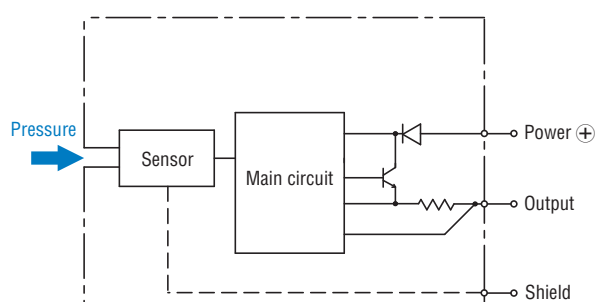 Pressure
Sensor
Main circuit
Power ⊕
Output
Shield